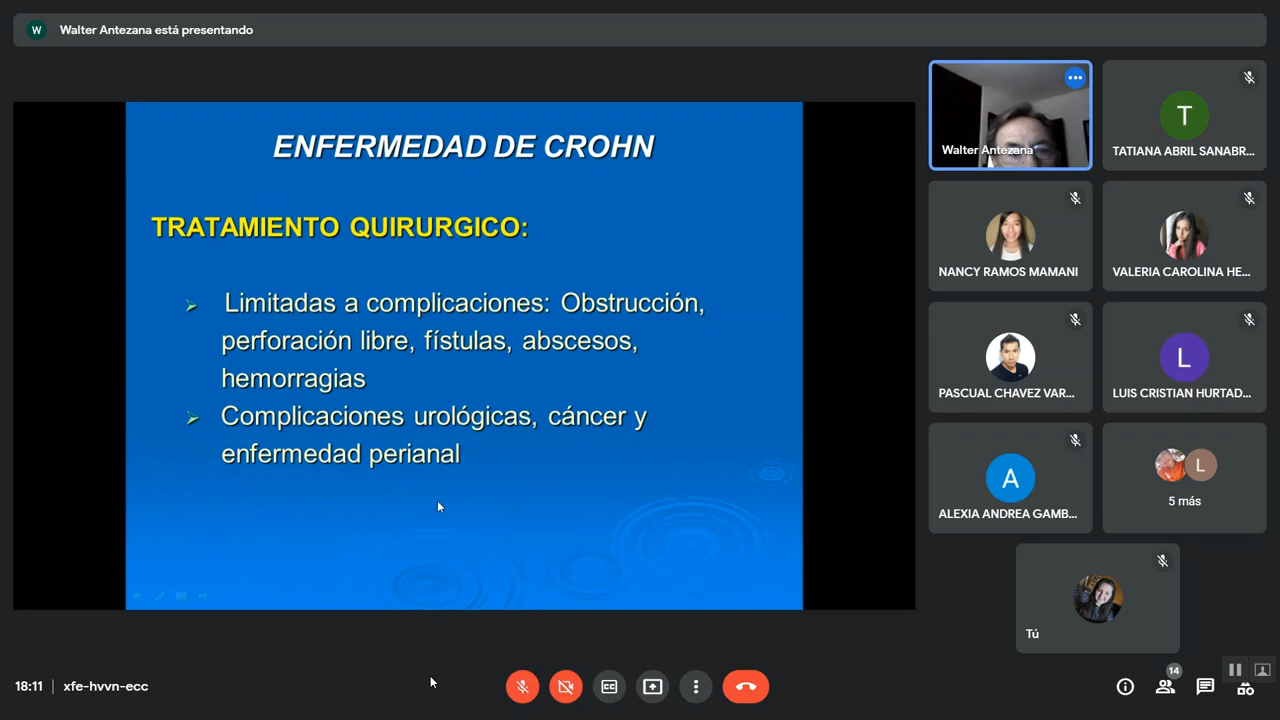 W Walter Antezana está presentando
ENFERMEDAD DE CROHN
TRATAMIENTO QUIRURGICO:
Limitadas a complicaciones: Obstrucción,
perforación libre, fístulas, abscesos,
hemorragias
Complicaciones urológicas, cáncer y
enfermedad perianal
Walter Antezana
T
TATIANA ABRIL SANABR...
NANCY RAMOS MAMANI
VALERIA CAROLINA HE...
PASCUAL CHAVEZ VAR...
L
LUIS CRISTIAN HURTAD...
A
ALEXIA ANDREA GAMB...
L
5 más
Tú
18:11 xfe-hvvn-ecc
CC
14